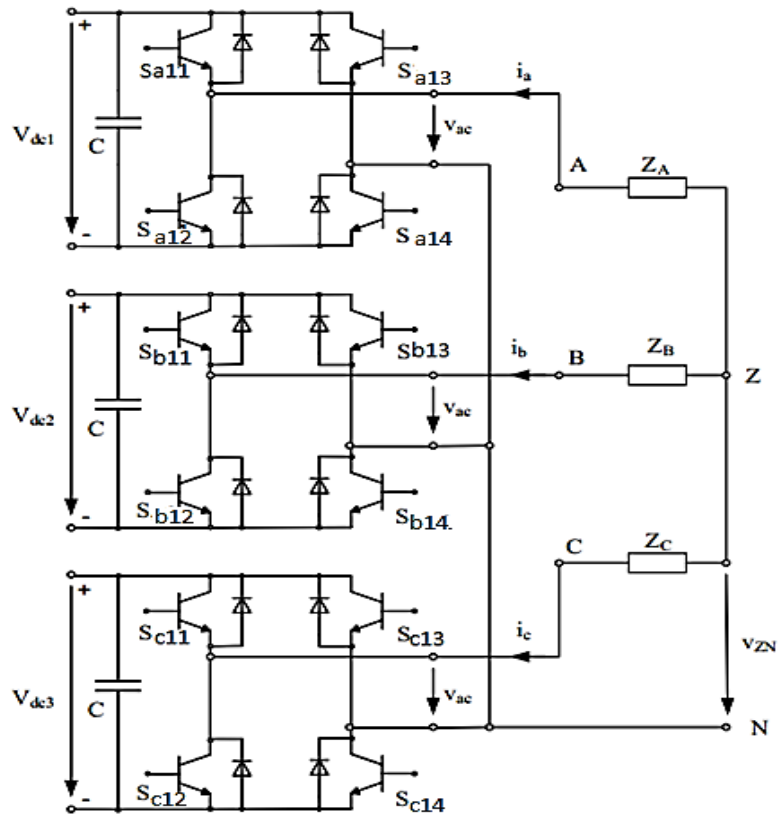 +
Sa11
Sa13
ia
Vdc1
C
vac
A
ZA
-
Sa12
Sa14
+
Sb11
Sb13
ib
B
ZB
Z
Vdc2
C
vac
-
Sb12
Sb14
C
ZC
+
Sc11
Sc13
ic
vZN
Vdc3
C
vac
N
-
Sc12
Sc14